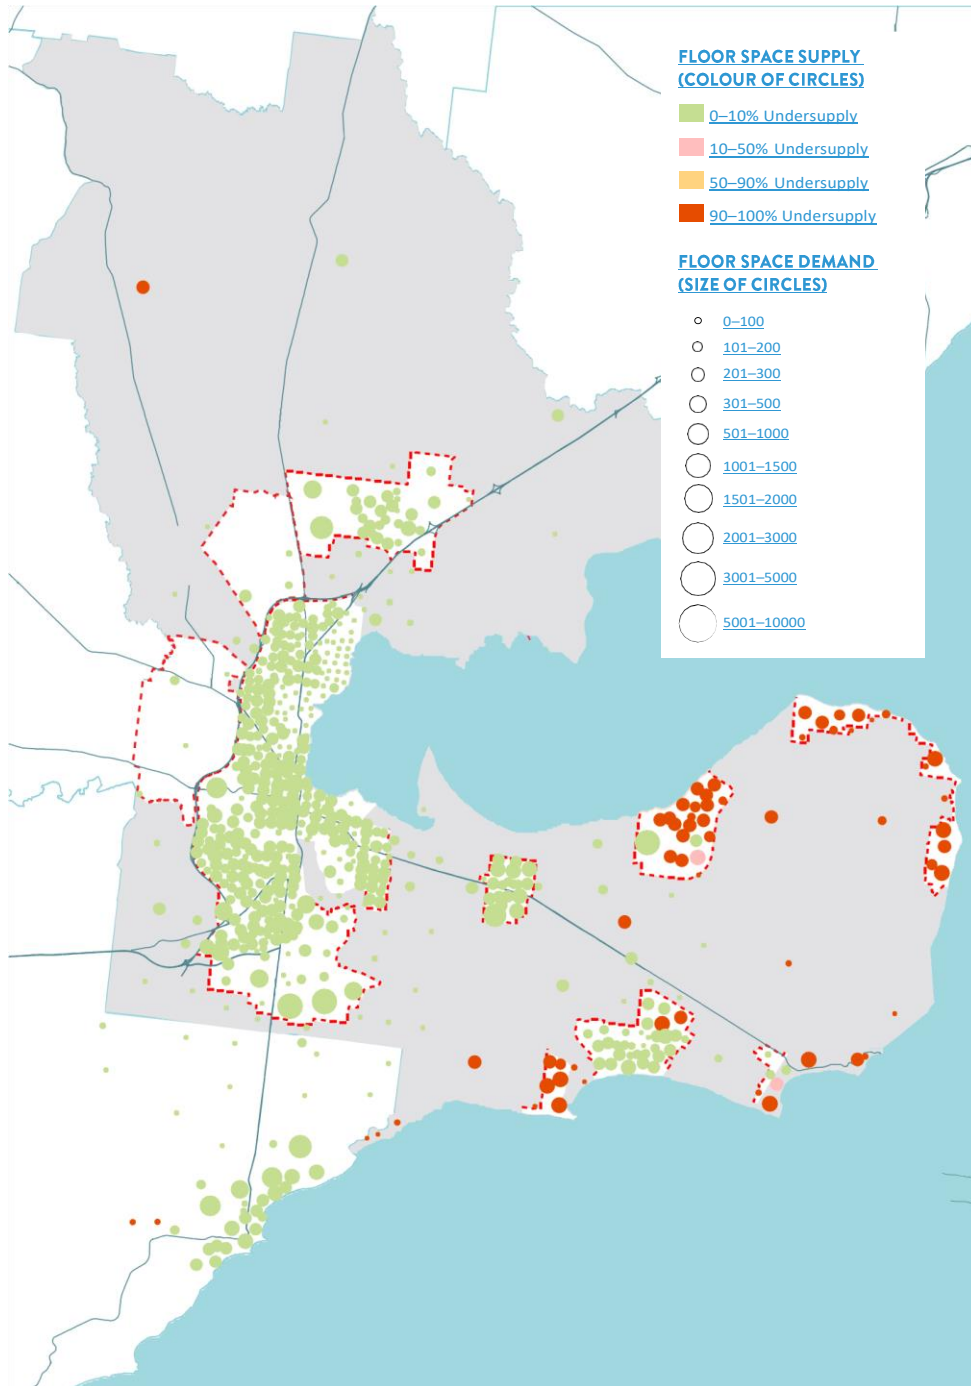 FLOOR SPACE SUPPLY
(COLOUR OF CIRCLES)
0–10% Undersupply
10–50% Undersupply
50–90% Undersupply
90–100% Undersupply
FLOOR SPACE DEMAND
(SIZE OF CIRCLES)
0–100
101–200
201–300
301–500
501–1000
1001–1500
1501–2000
2001–3000
3001–5000
5001–10000